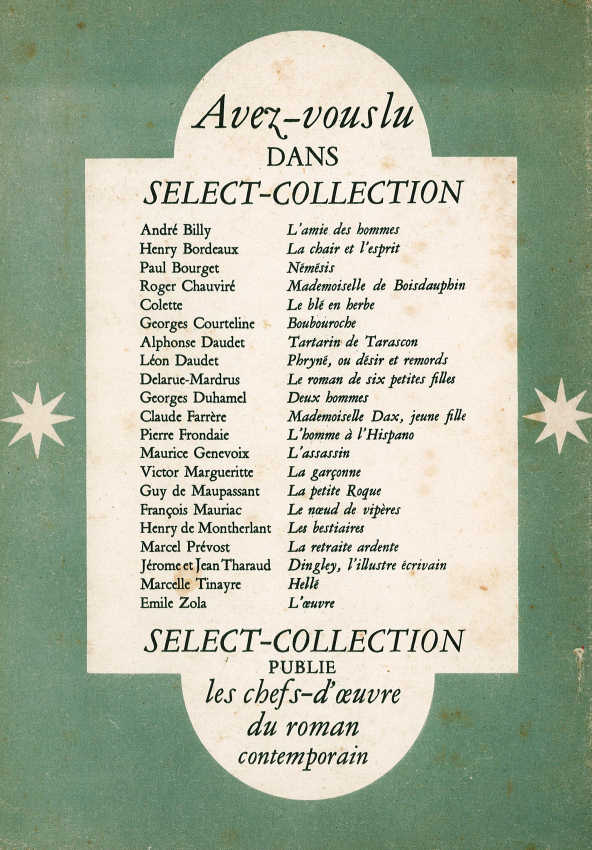 Avez-vous lu
DANS
SELECT-COLLECTION
André Billy L'amie des hommes
Henry Bordeaux La chair et l'esprit
Paul Bourget Némésis
Roger Chauviré Mademoiselle de Boisdauphin
Colette Le blé en herbe
Georges Courteline Boubouroche
Alphonse Daudet Tartarin de Tarascon
Léon Daudet Phryné, ou désir et remords
Delarue-Mardrus Le roman de six petites filles
Georges Duhamel Deux hommes
Claude Farrère Mademoiselle Dax, jeune fille
Pierre Frondaie L'homme à l'Hispano
Maurice Genevoix L'assassin
Victor Margueritte La garçonne
Guy de Maupassant La petite Roque
François Mauriac Le nœud de vipères
Henry de Montherlant Les bestiaires
Marcel Prévost La retraite ardente
Jérome et Jean Tharaud Dingley, l'illustre écrivain
Marcelle Tinayre Hellé
Emile Zola L'œuvre
SELECT-COLLECTION
PUBLIE
les chefs-d'œuvre
du roman
contemporain